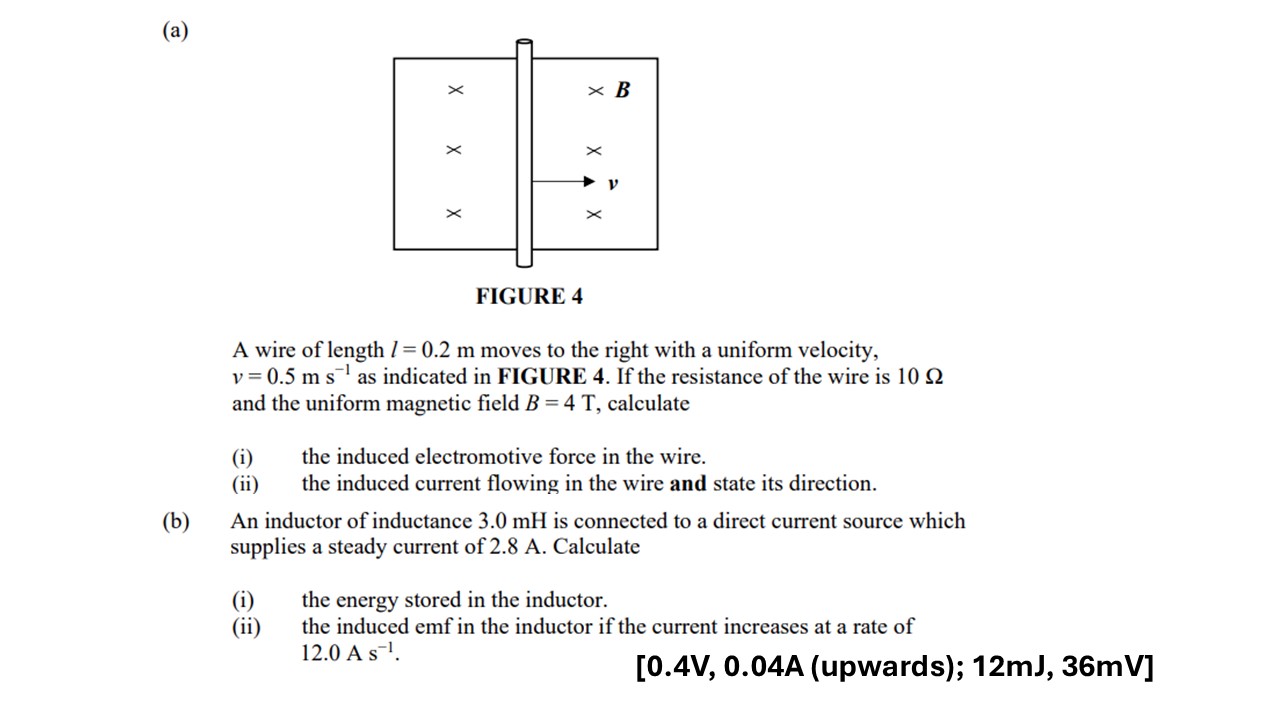 (a)
× × B
× ×
v
× ×
FIGURE 4
A wire of length l = 0.2 m moves to the right with a uniform velocity,
v = 0.5 m s⁻¹ as indicated in FIGURE 4. If the resistance of the wire is 10 Ω
and the uniform magnetic field B = 4 T, calculate
(i) the induced electromotive force in the wire.
(ii) the induced current flowing in the wire and state its direction.
(b) An inductor of inductance 3.0 mH is connected to a direct current source which
supplies a steady current of 2.8 A. Calculate
(i) the energy stored in the inductor.
(ii) the induced emf in the inductor if the current increases at a rate of
12.0 A s⁻¹.
[0.4V, 0.04A (upwards); 12mJ, 36mV]